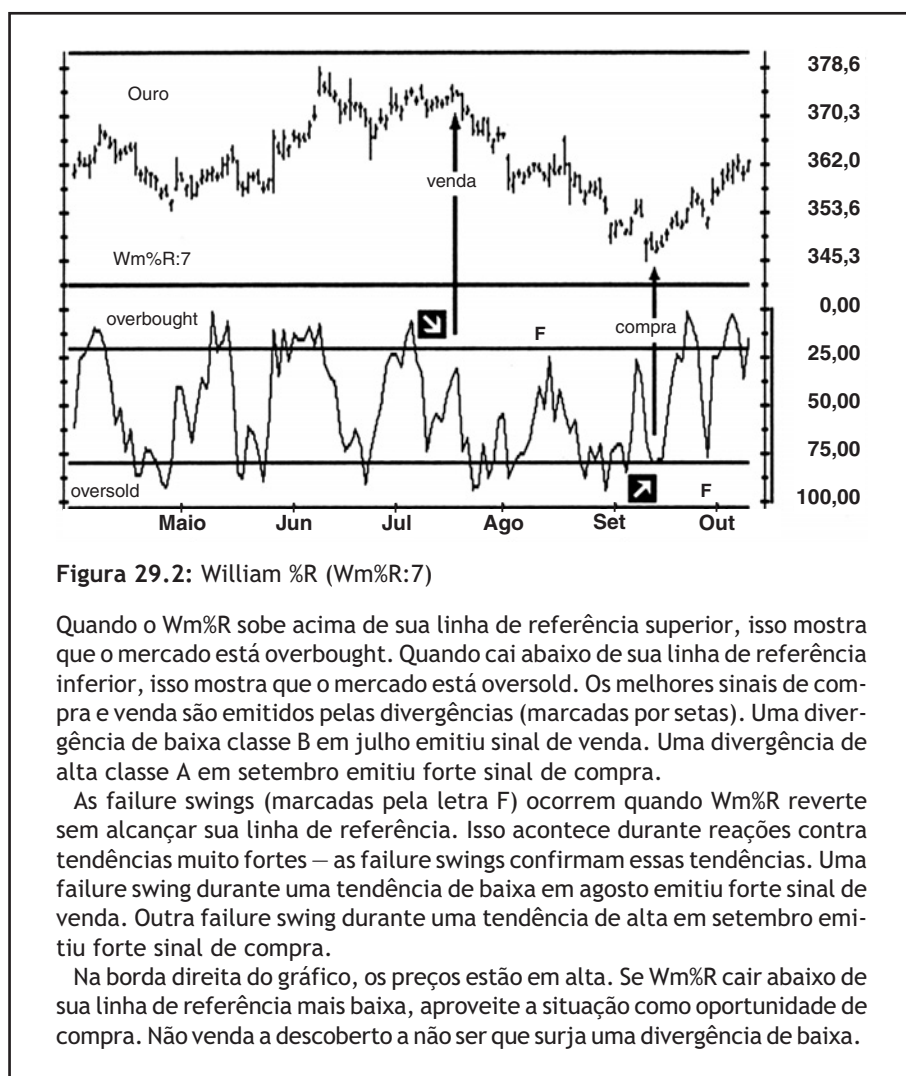 378,6
Ouro
370,3
362,0
venda
353,6
Wm%R:7
345,3
0,00
overbought
F
compra
25,00
50,00
75,00
oversold
F
100,00
Maio Jun Jul Ago Set Out
Figura 29.2: William %R (Wm%R:7)
Quando o Wm%R sobe acima de sua linha de referência superior, isso mostra
que o mercado está overbought. Quando cai abaixo de sua linha de referência
inferior, isso mostra que o mercado está oversold. Os melhores sinais de com-
pra e venda são emitidos pelas divergências (marcadas por setas). Uma diver-
gência de baixa classe B em julho emitiu sinal de venda. Uma divergência de
alta classe A em setembro emitiu forte sinal de compra.
As failure swings (marcadas pela letra F) ocorrem quando Wm%R reverte
sem alcançar sua linha de referência. Isso acontece durante reações contra
tendências muito fortes — as failure swings confirmam essas tendências. Uma
failure swing durante uma tendência de baixa em agosto emitiu forte sinal de
venda. Outra failure swing durante uma tendência de alta em setembro emi-
tiu forte sinal de compra.
Na borda direita do gráfico, os preços estão em alta. Se Wm%R cair abaixo de
sua linha de referência mais baixa, aproveite a situação como oportunidade de
compra. Não venda a descoberto a não ser que surja uma divergência de baixa.